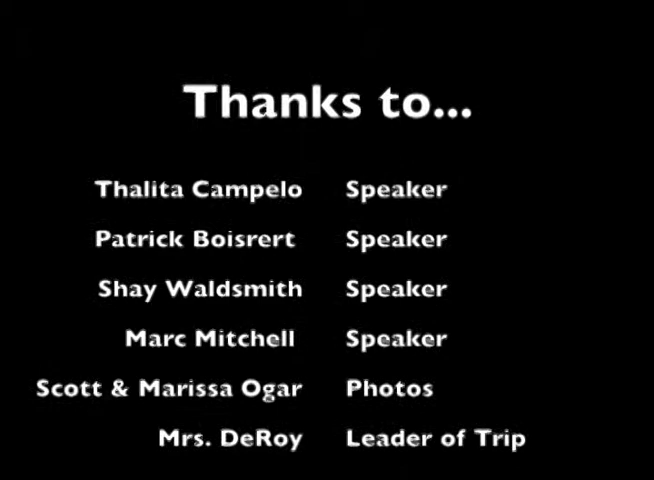 Thanks to...
Thalita Campelo Speaker
Patrick Boisrert Speaker
Shay Waldsmith Speaker
Marc Mitchell Speaker
Scott & Marissa Ogar Photos
Mrs. DeRoy Leader of Trip